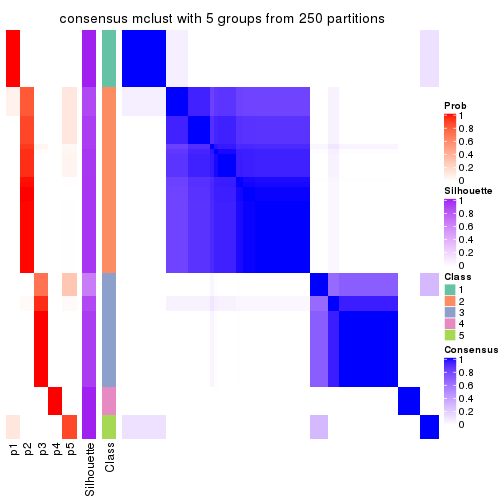 consensus mclust with 5 groups from 250 partitions
Prob
1
0.8
0.6
0.4
0.2
0
Silhouette
1
0.8
0.6
0.4
0.2
0
Class
1
2
3
4
5
Consensus
1
0.8
0.6
0.4
0.2
0
p1
p2
p3
p4
p5
Silhouette
Class